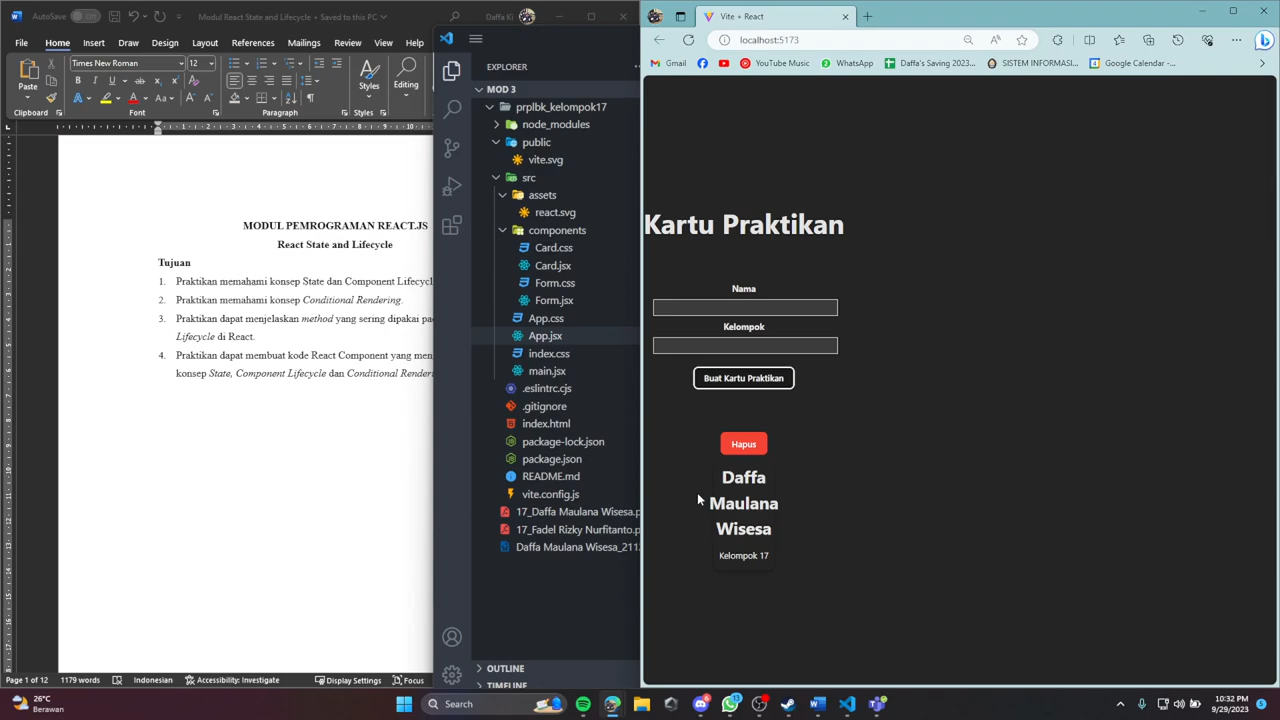 AutoSave
Off
Modul React State and Lifecycle • Saved to this PC
Daffa Ki
File
Home
Insert
Draw
Design
Layout
References
Mailings
Review
View
Help
Paste
Times New Roman
12
Styles
Editing
Clipboard
Font
Paragraph
Styles
MODUL PEMROGRAMAN REACT.JS
React State and Lifecycle
Tujuan
1. Praktikan memahami konsep State dan Component Lifecycl
2. Praktikan memahami konsep Conditional Rendering.
3. Praktikan dapat menjelaskan method yang sering dipakai pa
Lifecycle di React.
4. Praktikan dapat membuat kode React Component yang men
konsep State, Component Lifecycle dan Conditional Renderi
Page 1 of 12
1179 words
Indonesian
Accessibility: Investigate
Display Settings
Focus
EXPLORER
MOD 3
prplbk_kelompok17
node_modules
public
vite.svg
src
assets
react.svg
components
Card.css
Card.jsx
Form.css
Form.jsx
App.css
App.jsx
index.css
main.jsx
.eslintrc.cjs
.gitignore
index.html
package-lock.json
package.json
README.md
vite.config.js
17_Daffa Maulana Wisesa.p
17_Fadel Rizky Nurfitanto.p
Daffa Maulana Wisesa_211
OUTLINE
TIMELINE
Vite + React
localhost:5173
Gmail
YouTube Music
WhatsApp
Daffa's Saving 2023...
SISTEM INFORMASI...
Google Calendar -...
Kartu Praktikan
Nama
Kelompok
Buat Kartu Praktikan
Hapus
Daffa
Maulana
Wisesa
Kelompok 17
26°C
Berawan
Search
13
10:32 PM
9/29/2023